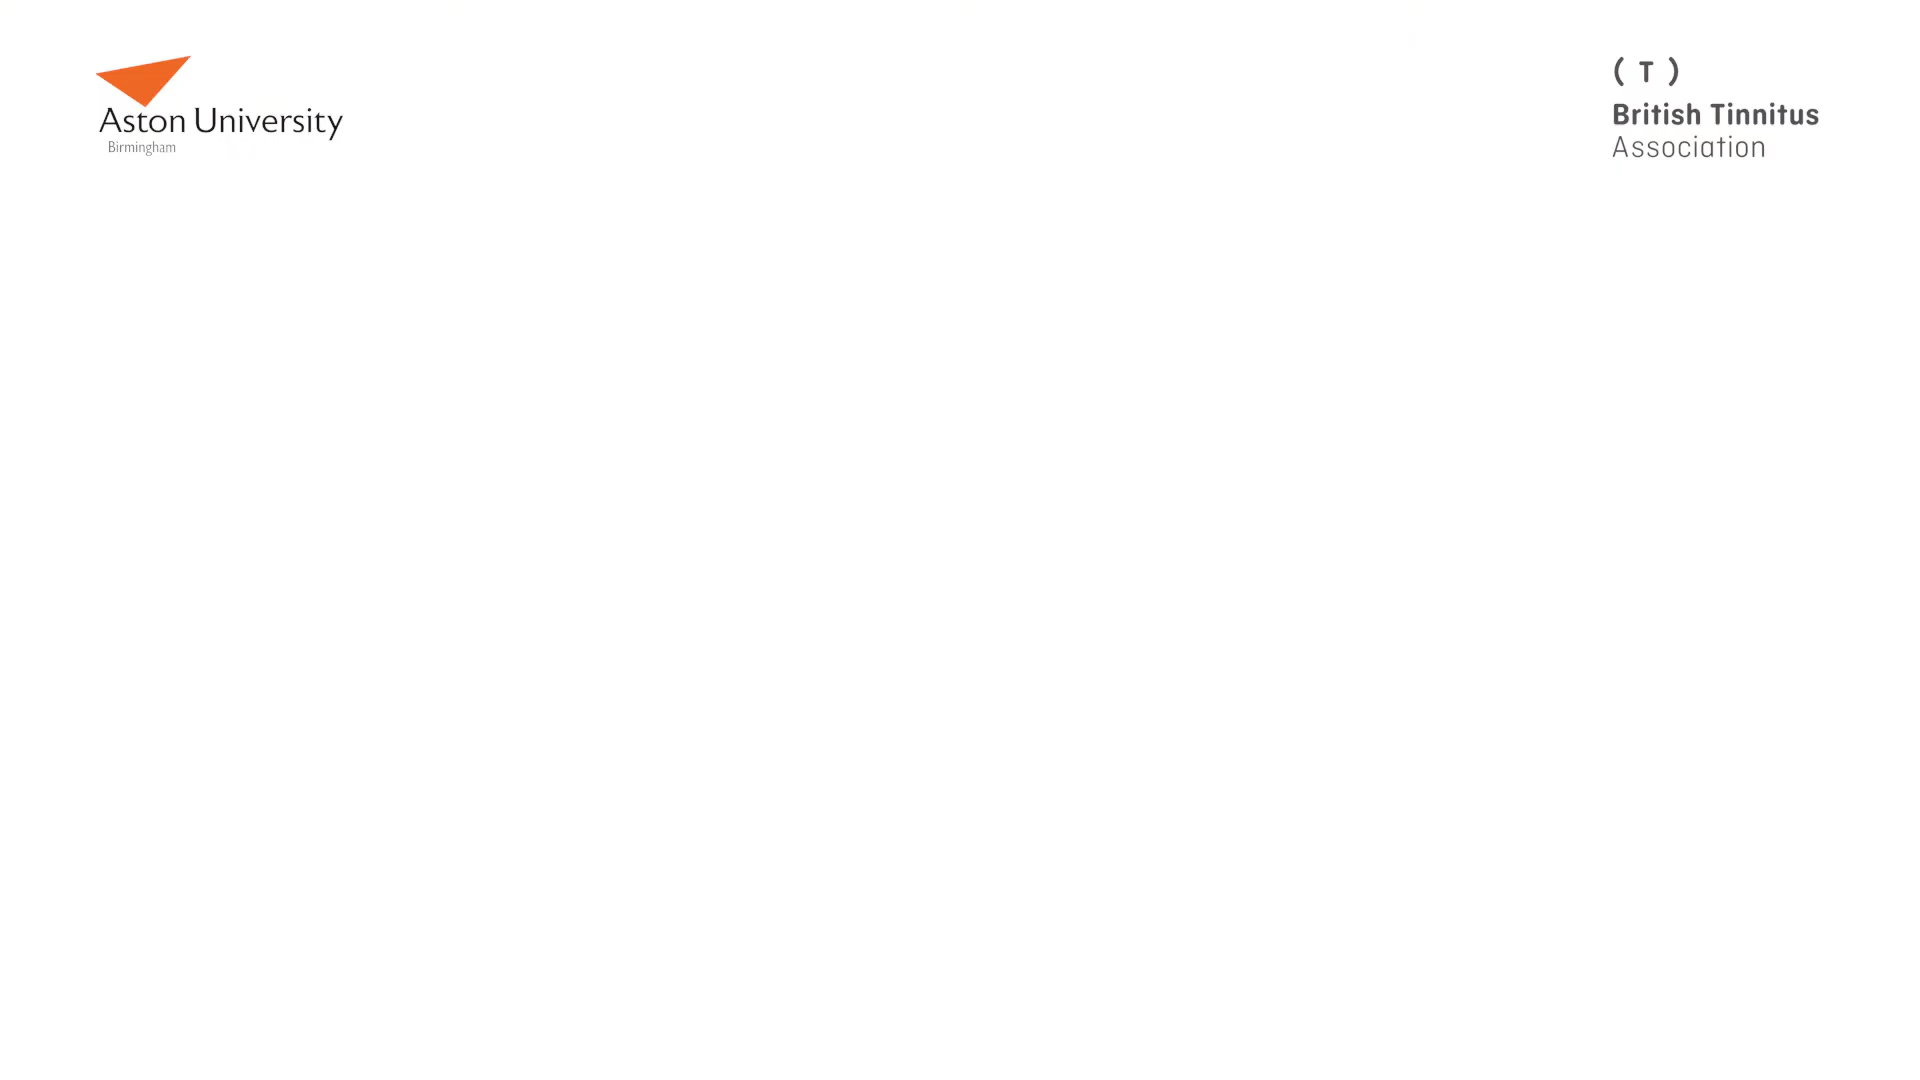 Aston University
Birmingham
( T )
British Tinnitus
Association